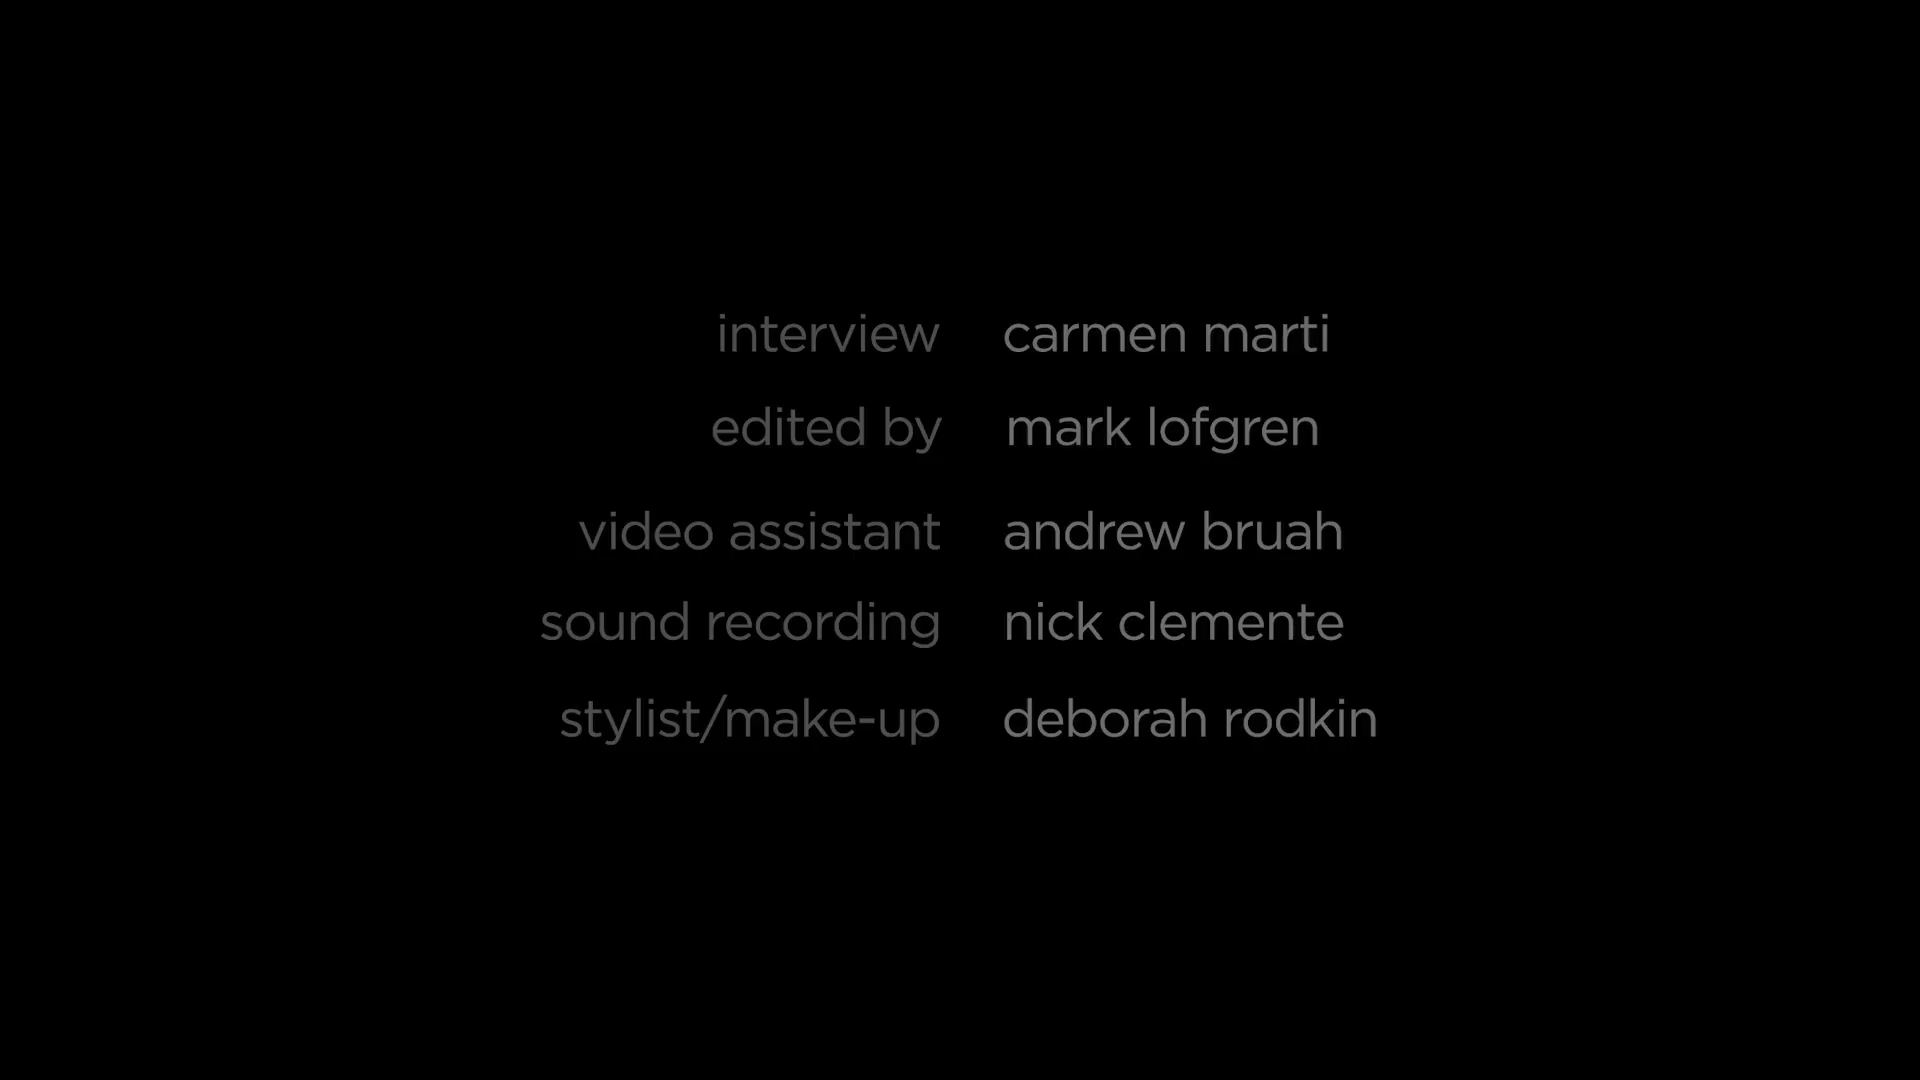 interview carmen marti
edited by mark lofgren
video assistant andrew bruah
sound recording nick clemente
stylist/make-up deborah rodkin